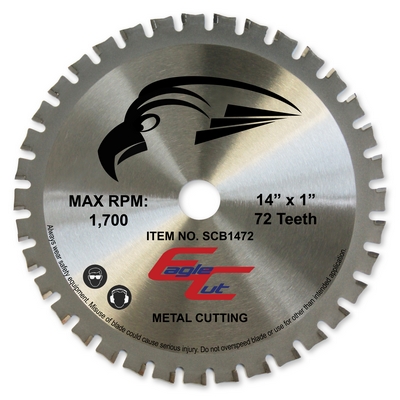 MAX RPM:
1,700
14" x 1"
72 Teeth
ITEM NO. SCB1472
Eagle
Cut
METAL CUTTING
Always wear safety equipment. Misuse of blade could cause serious injury. Do not overspeed blade or use for other than intended application.